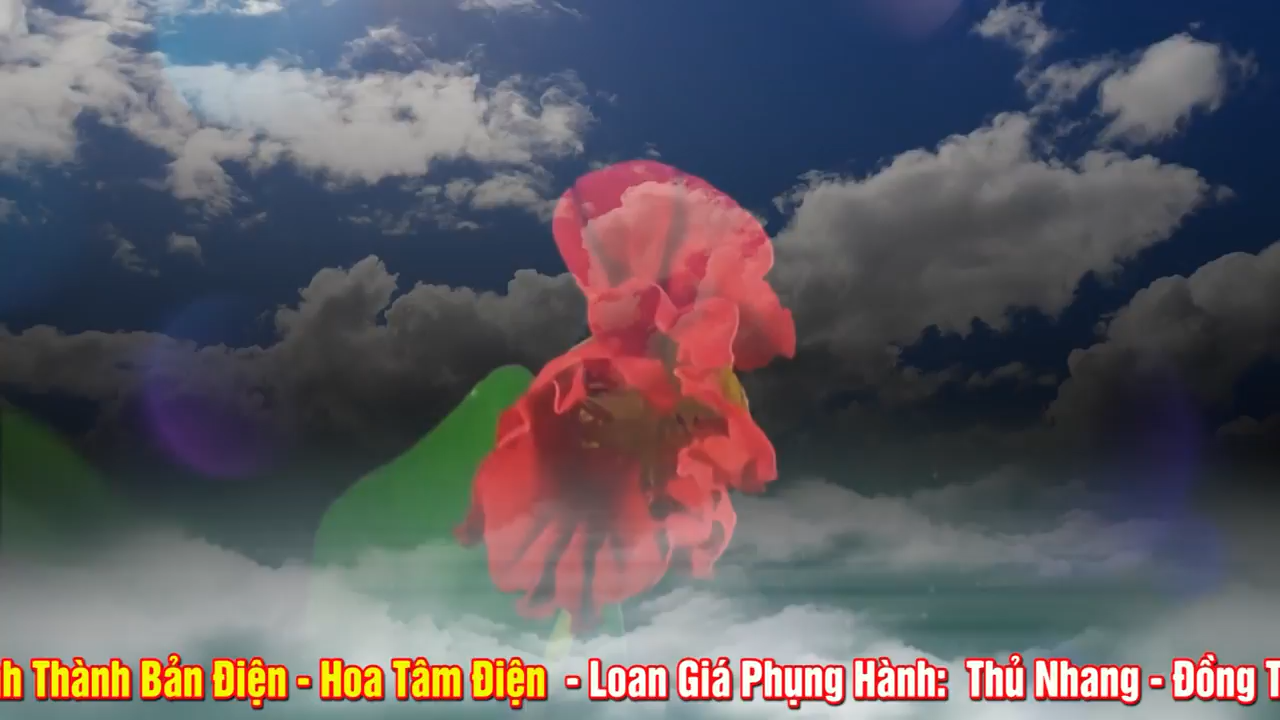 h Thành Bản Điện - Hoa Tâm Điện - Loan Giá Phụng Hành: Thủ Nhang - Đồng T